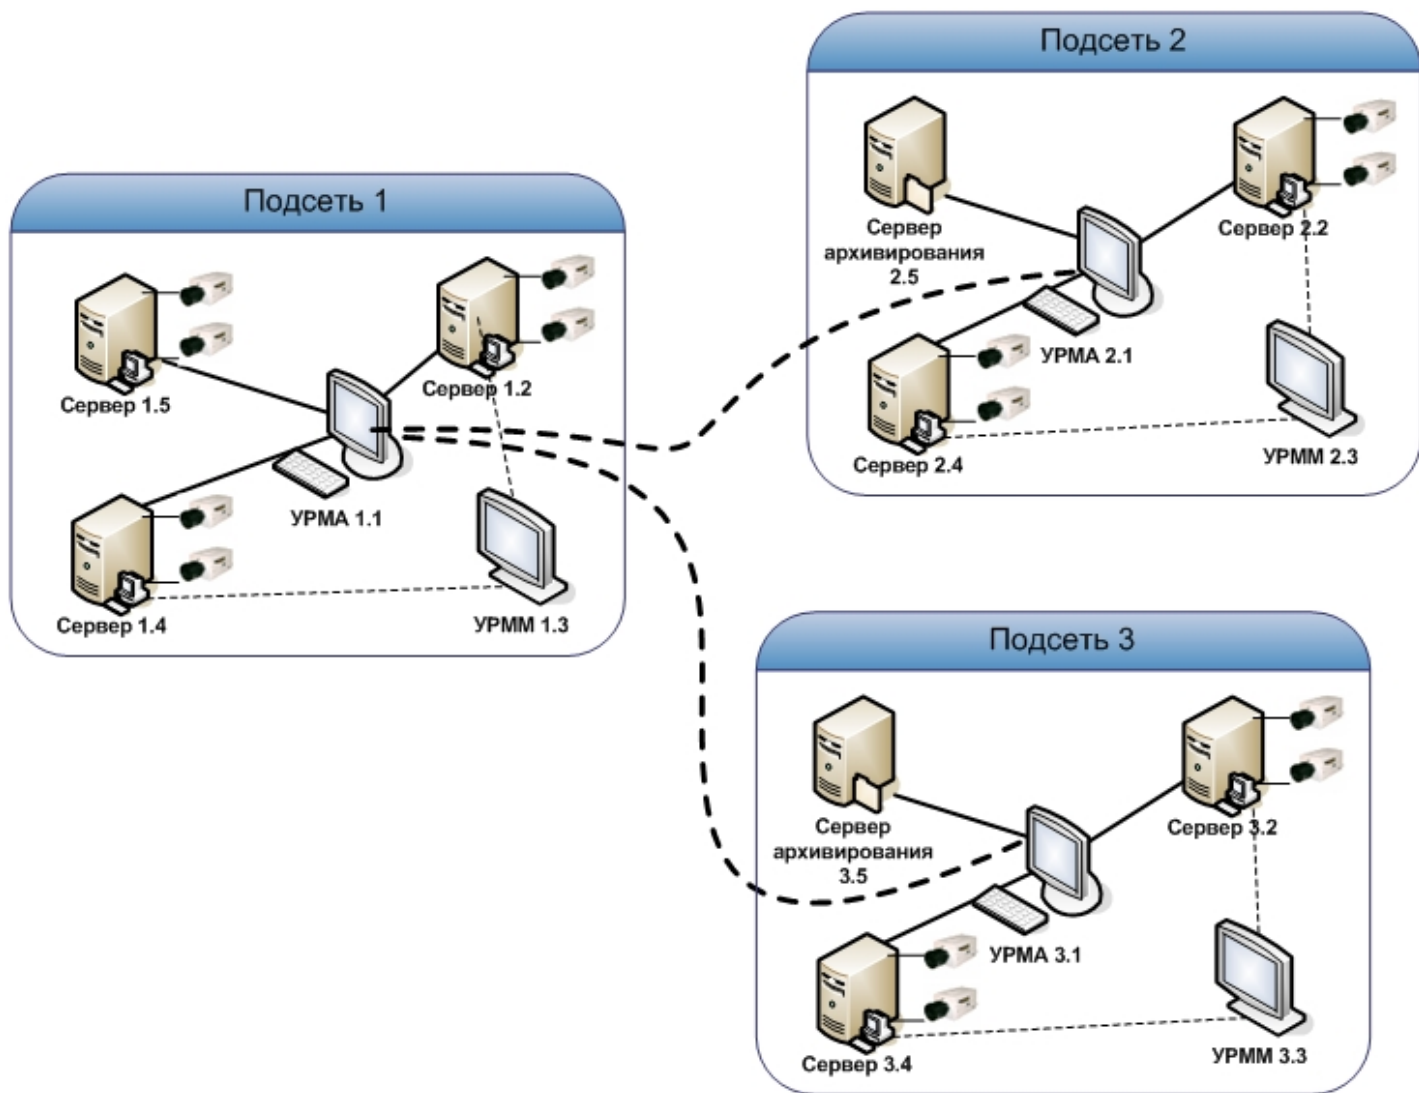 Подсеть 1
Сервер 1.5
Сервер 1.2
УРМА 1.1
Сервер 1.4
УРММ 1.3
Подсеть 2
Сервер
архивирования
2.5
Сервер 2.2
УРМА 2.1
Сервер 2.4
УРММ 2.3
Подсеть 3
Сервер
архивирования
3.5
Сервер 3.2
УРМА 3.1
Сервер 3.4
УРММ 3.3